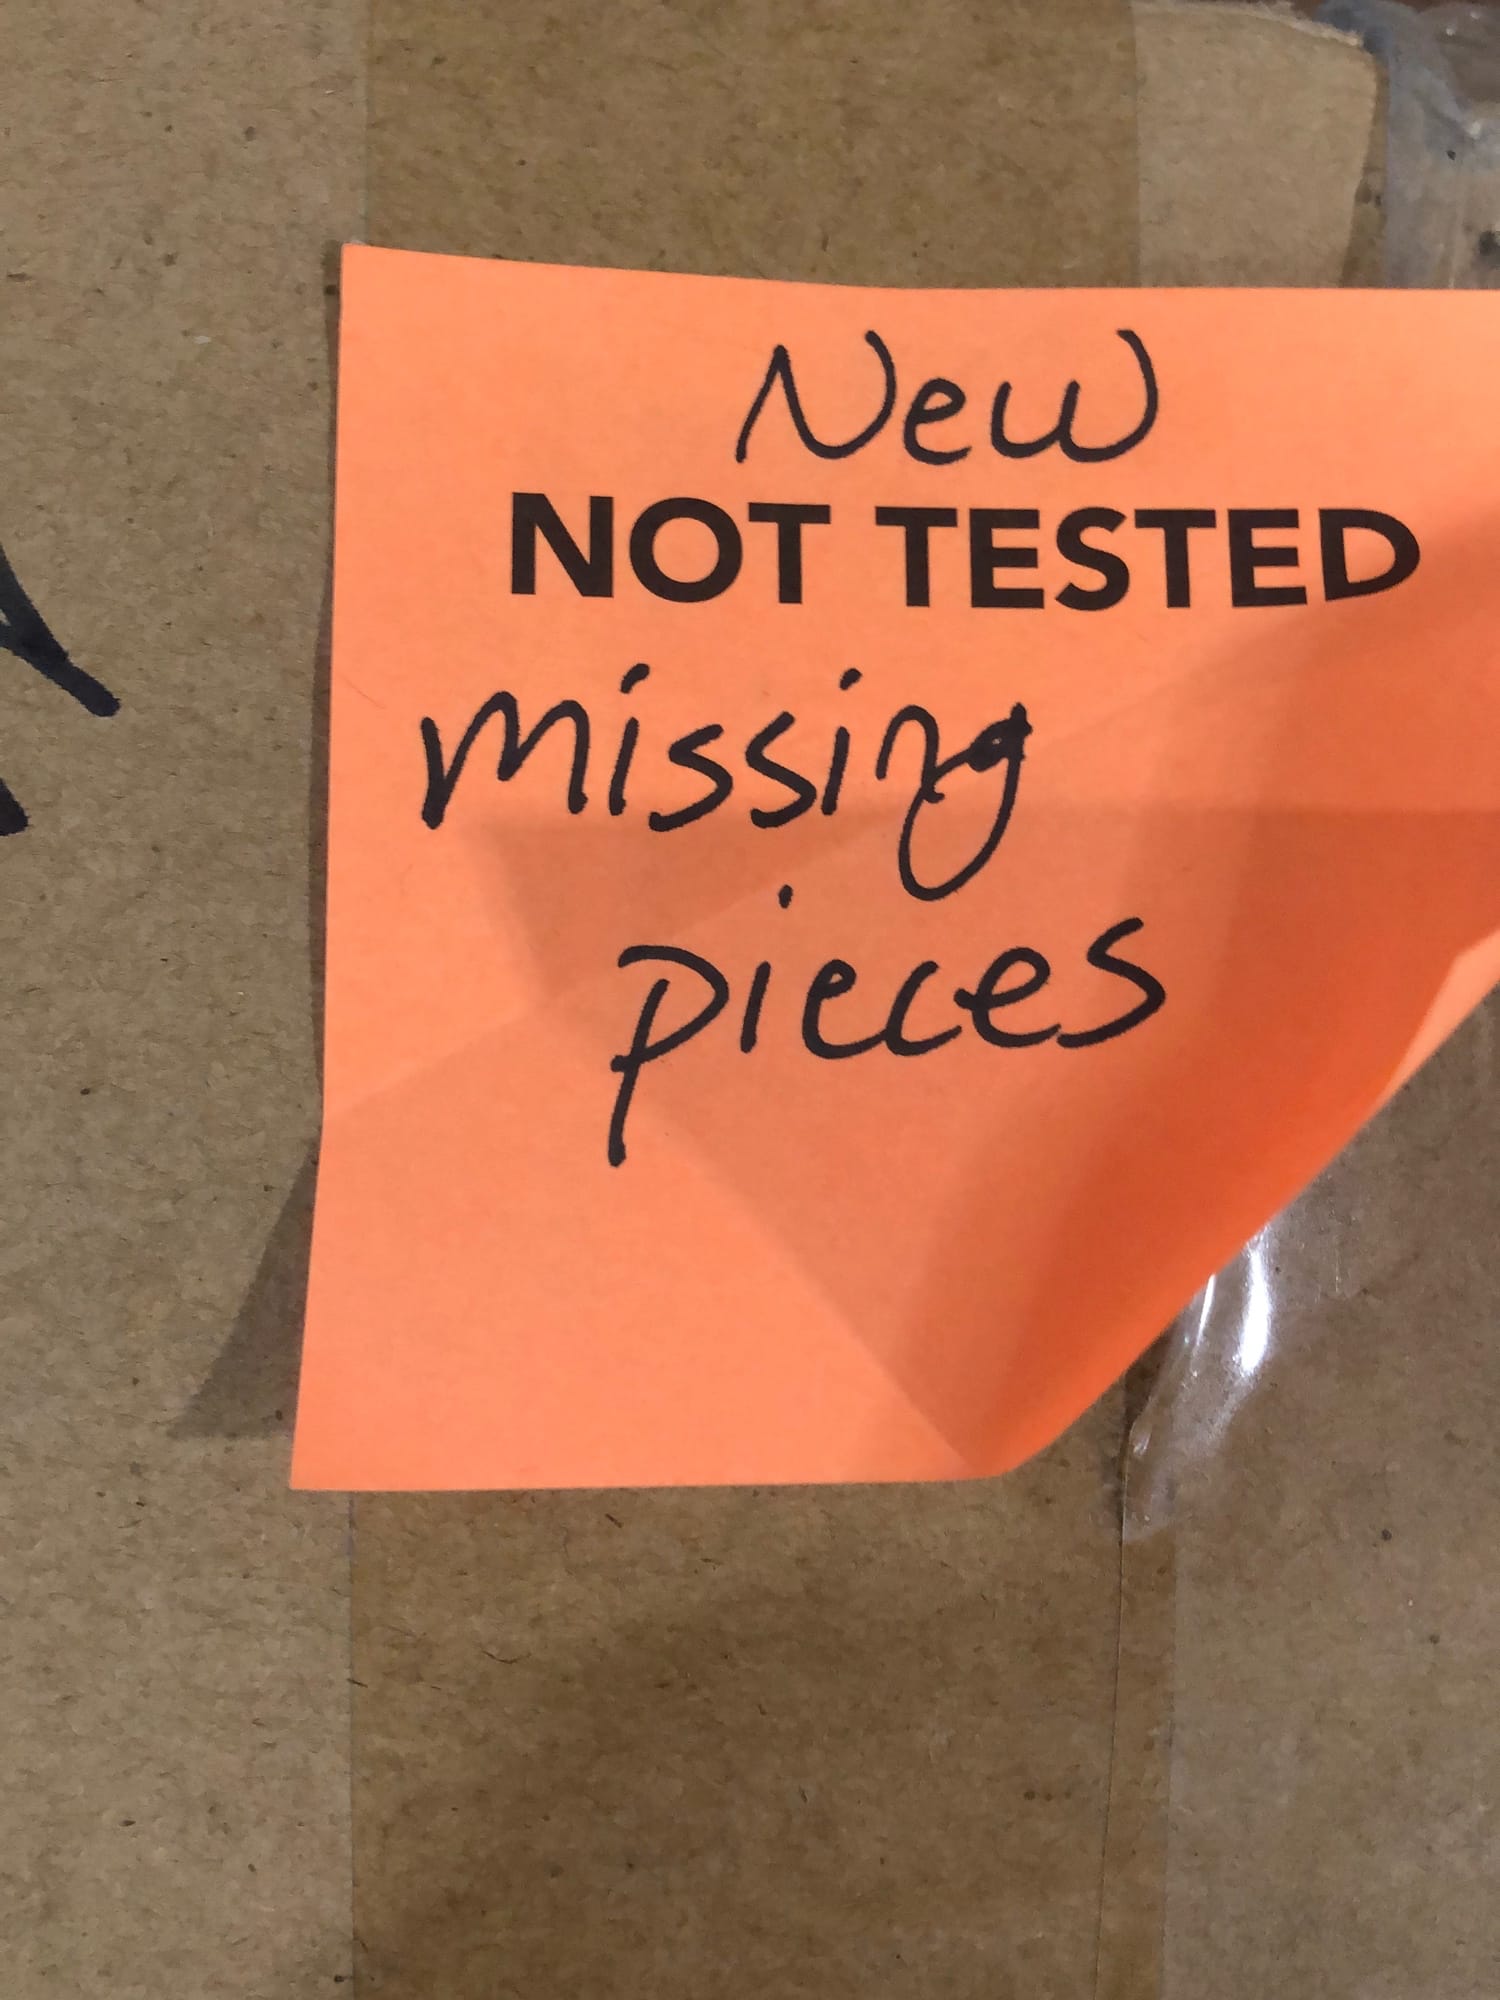 New
NOT TESTED
missing
pieces